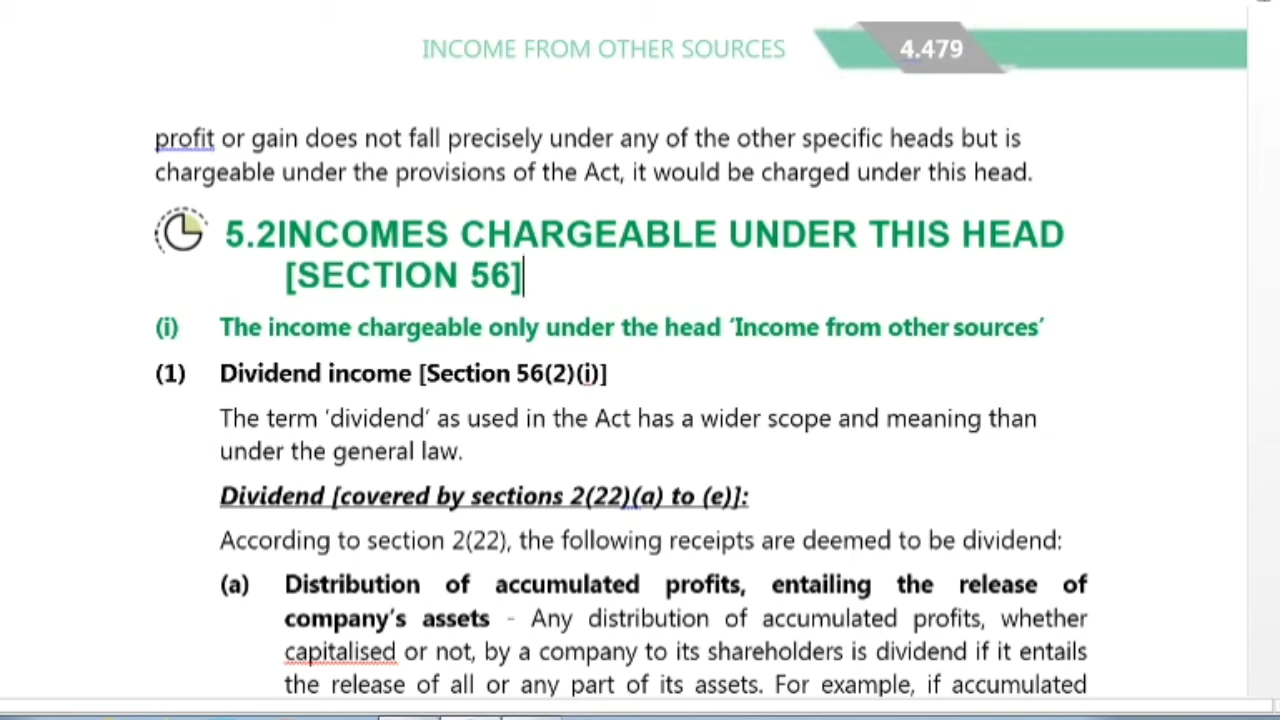 INCOME FROM OTHER SOURCES 4.479
profit or gain does not fall precisely under any of the other specific heads but is
chargeable under the provisions of the Act, it would be charged under this head.
5.2INCOMES CHARGEABLE UNDER THIS HEAD
[SECTION 56]
(i) The income chargeable only under the head ‘Income from other sources’
(1) Dividend income [Section 56(2)(i)]
The term ‘dividend’ as used in the Act has a wider scope and meaning than
under the general law.
Dividend [covered by sections 2(22)(a) to (e)]:
According to section 2(22), the following receipts are deemed to be dividend:
(a) Distribution of accumulated profits, entailing the release of
company’s assets - Any distribution of accumulated profits, whether
capitalised or not, by a company to its shareholders is dividend if it entails
the release of all or any part of its assets. For example, if accumulated